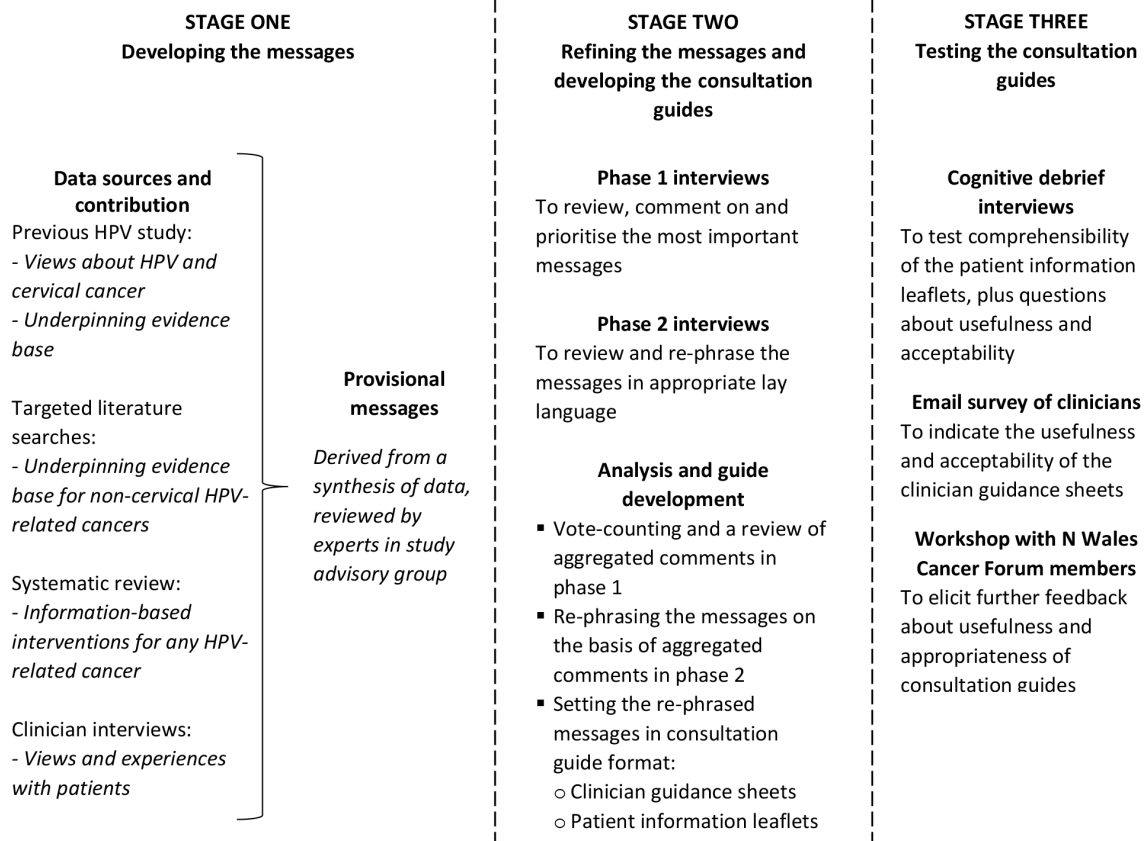 STAGE ONE
Developing the messages
Data sources and
contribution
Previous HPV study:
- Views about HPV and
cervical cancer
- Underpinning evidence
base
Targeted literature
searches:
- Underpinning evidence
base for non-cervical HPV-
related cancers
Systematic review:
- Information-based
interventions for any HPV-
related cancer
Clinician interviews:
- Views and experiences
with patients
Provisional
messages
Derived from a
synthesis of data,
reviewed by
experts in study
advisory group
STAGE TWO
Refining the messages and
developing the consultation
guides
Phase 1 interviews
To review, comment on and
prioritise the most important
messages
Phase 2 interviews
To review and re-phrase the
messages in appropriate lay
language
Analysis and guide
development
▪ Vote-counting and a review of
aggregated comments in
phase 1
▪ Re-phrasing the messages on
the basis of aggregated
comments in phase 2
▪ Setting the re-phrased
messages in consultation
guide format:
o Clinician guidance sheets
o Patient information leaflets
STAGE THREE
Testing the consultation
guides
Cognitive debrief
interviews
To test comprehensibility
of the patient information
leaflets, plus questions
about usefulness and
acceptability
Email survey of clinicians
To indicate the usefulness
and acceptability of the
clinician guidance sheets
Workshop with N Wales
Cancer Forum members
To elicit further feedback
about usefulness and
appropriateness of
consultation guides